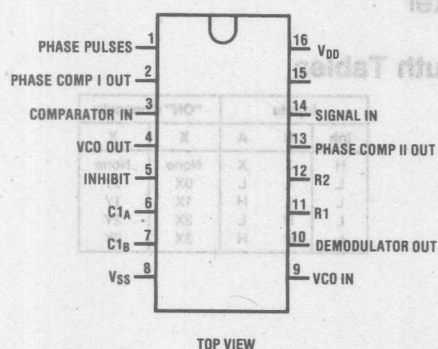 PHASE PULSES 1
PHASE COMP I OUT 2
COMPARATOR IN 3
VCO OUT 4
INHIBIT 5
C1A 6
C1B 7
VSS 8
16 VDD
15
14 SIGNAL IN
13 PHASE COMP II OUT
12 R2
11 R1
10 DEMODULATOR OUT
9 VCO IN
TOP VIEW